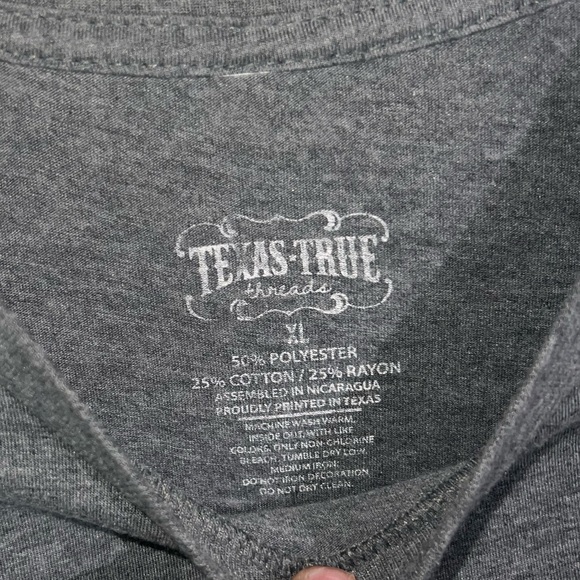 TEXAS-TRUE
threads
XL
50% POLYESTER
25% COTTON / 25% RAYON
ASSEMBLED IN NICARAGUA
PROUDLY PRINTED IN TEXAS
MACHINE WASH WARM,
INSIDE OUT, WITH LIKE
COLORS, ONLY NON-CHLORINE
BLEACH, TUMBLE DRY LOW,
MEDIUM IRON.
DO NOT IRON DECORATION
DO NOT DRY CLEAN.